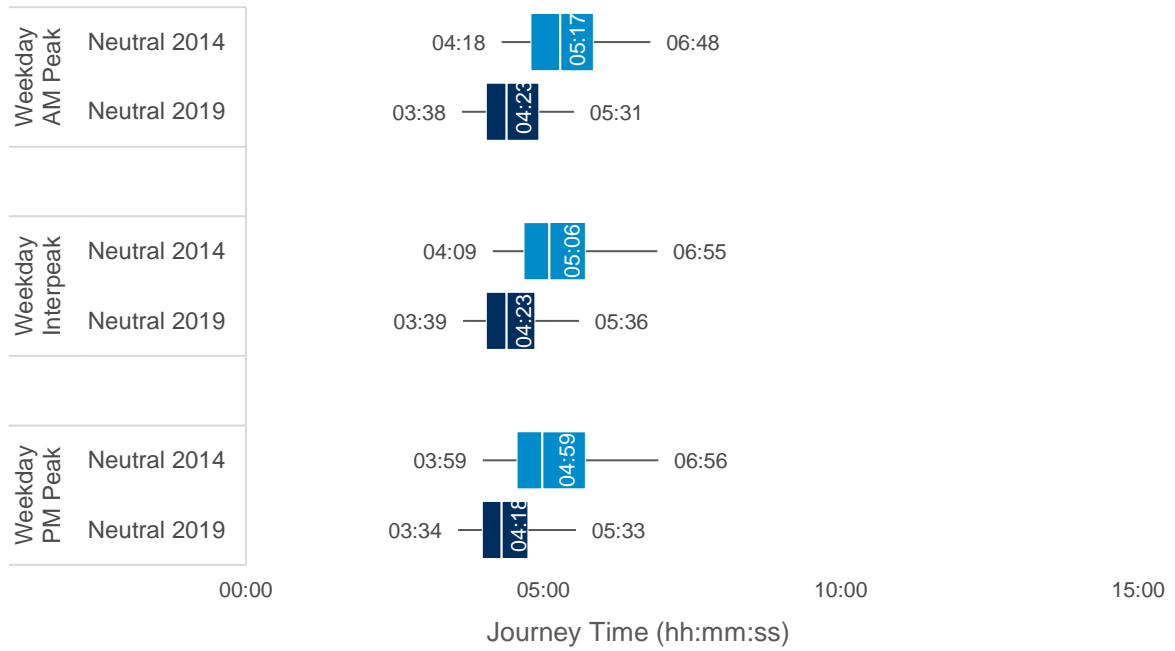 Weekday
AM Peak
Neutral 2014
04:18
05:17
06:48
Neutral 2019
03:38
04:23
05:31
Weekday
Interpeak
Neutral 2014
04:09
05:06
06:55
Neutral 2019
03:39
04:23
05:36
Weekday
PM Peak
Neutral 2014
03:59
04:59
06:56
Neutral 2019
03:34
04:18
05:33
00:00
05:00
10:00
15:00
Journey Time (hh:mm:ss)